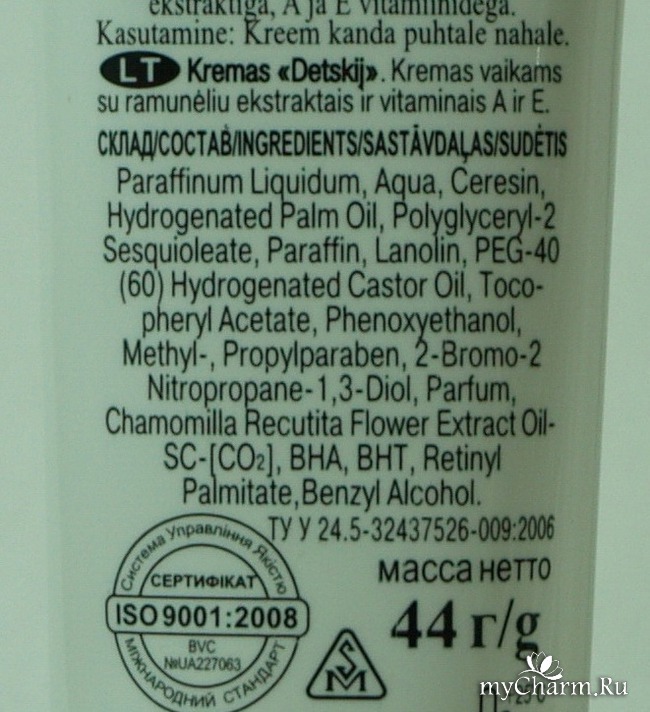 ekstraktiga, A ja E vitamiinidega.
Kasutamine: Kreem kanda puhtale nahale.
LT Kremas «Detskij». Kremas vaikams
su ramunėliu ekstraktais ir vitaminais A ir E.
СКЛАД/СОСТАВ/INGREDIENTS/SASTĀVDAĻAS/SUDĖTIS
Paraffinum Liquidum, Aqua, Ceresin,
Hydrogenated Palm Oil, Polyglyceryl-2
Sesquioleate, Paraffin, Lanolin, PEG-40
(60) Hydrogenated Castor Oil, Toco-
pheryl Acetate, Phenoxyethanol,
Methyl-, Propylparaben, 2-Bromo-2
Nitropropane-1,3-Diol, Parfum,
Chamomilla Recutita Flower Extract Oil-
SC-[CO2], BHA, BHT, Retinyl
Palmitate,Benzyl Alcohol.
ТУ У 24.5-32437526-009:2006
масса нетто
44 г/g
Система Управління Якістю
СЕРТИФІКАТ
ISO 9001:2008
BVC
№UA227063
МІЖНАРОДНИЙ СТАНДАРТ
SM
myCharm.Ru